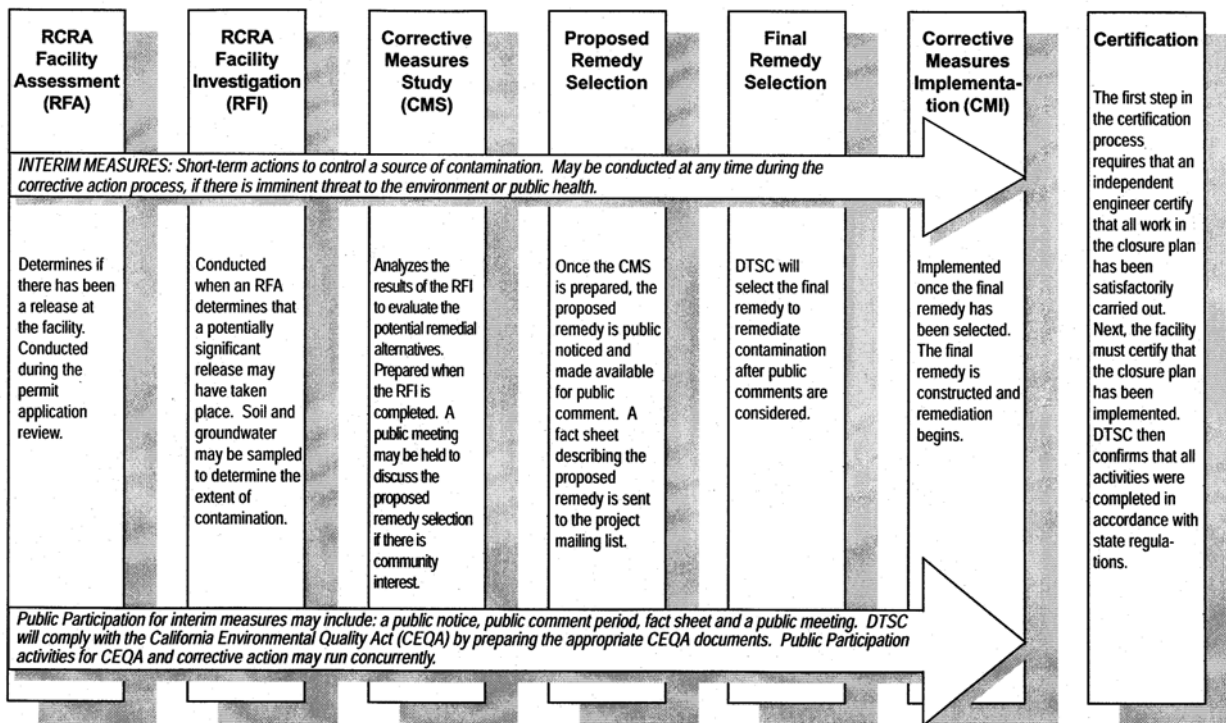 RCRA
Facility
Assessment
(RFA)
RCRA
Facility
Investigation
(RFI)
Corrective
Measures
Study
(CMS)
Proposed
Remedy
Selection
Final
Remedy
Selection
Corrective
Measures
Implementa-
tion (CMI)
Certification
INTERIM MEASURES: Short-term actions to control a source of contamination. May be conducted at any time during the
corrective action process, if there is imminent threat to the environment or public health.
Determines if
there has been
a release at
the facility.
Conducted
during the
permit
application
review.
Conducted
when an RFA
determines that
a potentially
significant
release may
have taken
place. Soil and
groundwater
may be sampled
to determine the
extent of
contamination.
Analyzes the
results of the RFI
to evaluate the
potential remedial
alternatives.
Prepared when
the RFI is
completed. A
public meeting
may be held to
discuss the
proposed
remedy selection
if there is
community
interest.
Once the CMS
is prepared, the
proposed
remedy is public
noticed and
made available
for public
comment. A
fact sheet
describing the
proposed
remedy is sent
to the project
mailing list.
DTSC will
select the final
remedy to
remediate
contamination
after public
comments are
considered.
Implemented
once the final
remedy has
been selected.
The final
remedy is
constructed and
remediation
begins.
The first step in
the certification
process
requires that an
independent
engineer certify
that all work in
the closure plan
has been
satisfactorily
carried out.
Next, the facility
must certify that
the closure plan
has been
implemented.
DTSC then
confirms that all
activities were
completed in
accordance with
state regula-
tions.
Public Participation for interim measures may include: a public notice, public comment period, fact sheet and a public meeting. DTSC
will comply with the California Environmental Quality Act (CEQA) by preparing the appropriate CEQA documents. Public Participation
activities for CEQA and corrective action may run concurrently.